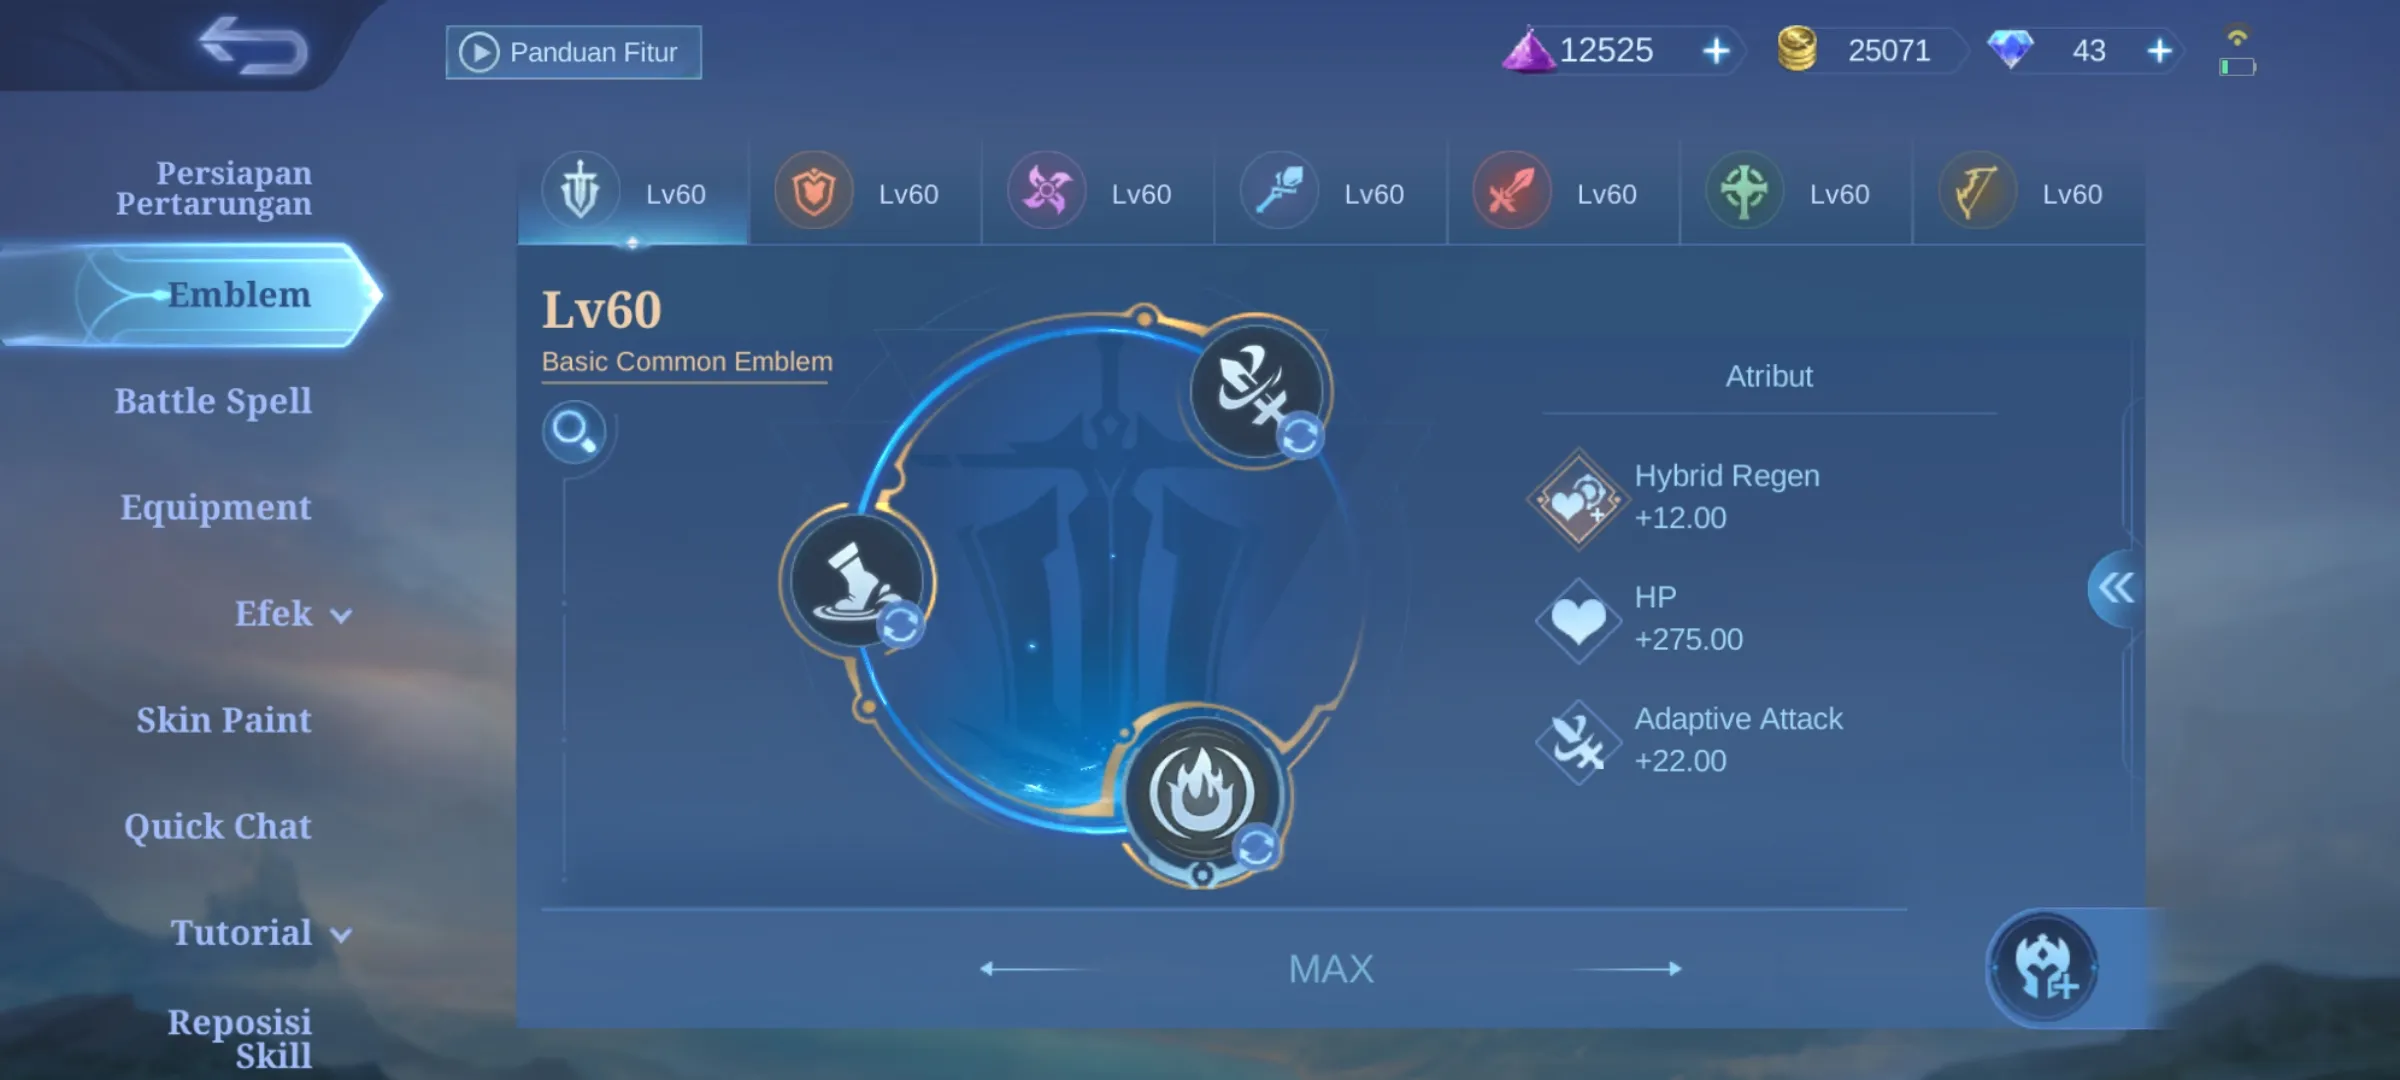 Panduan Fitur
12525
25071
43
Persiapan
Pertarungan
Emblem
Battle Spell
Equipment
Efek
Skin Paint
Quick Chat
Tutorial
Reposisi
Skill
Lv60
Lv60
Lv60
Lv60
Lv60
Lv60
Lv60
Lv60
Basic Common Emblem
Atribut
Hybrid Regen
+12.00
HP
+275.00
Adaptive Attack
+22.00
MAX